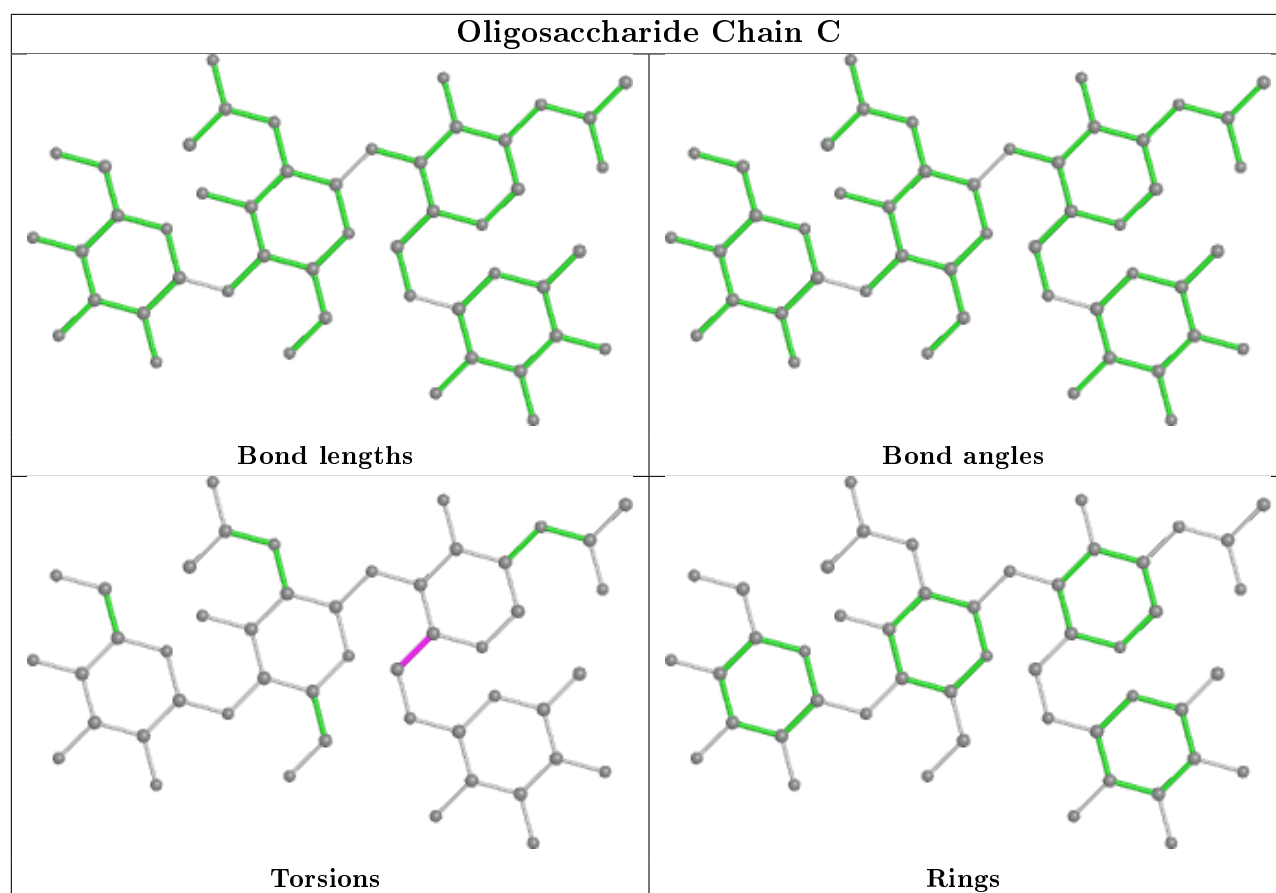 Oligosaccharide Chain C
Bond lengths
Bond angles
Torsions
Rings